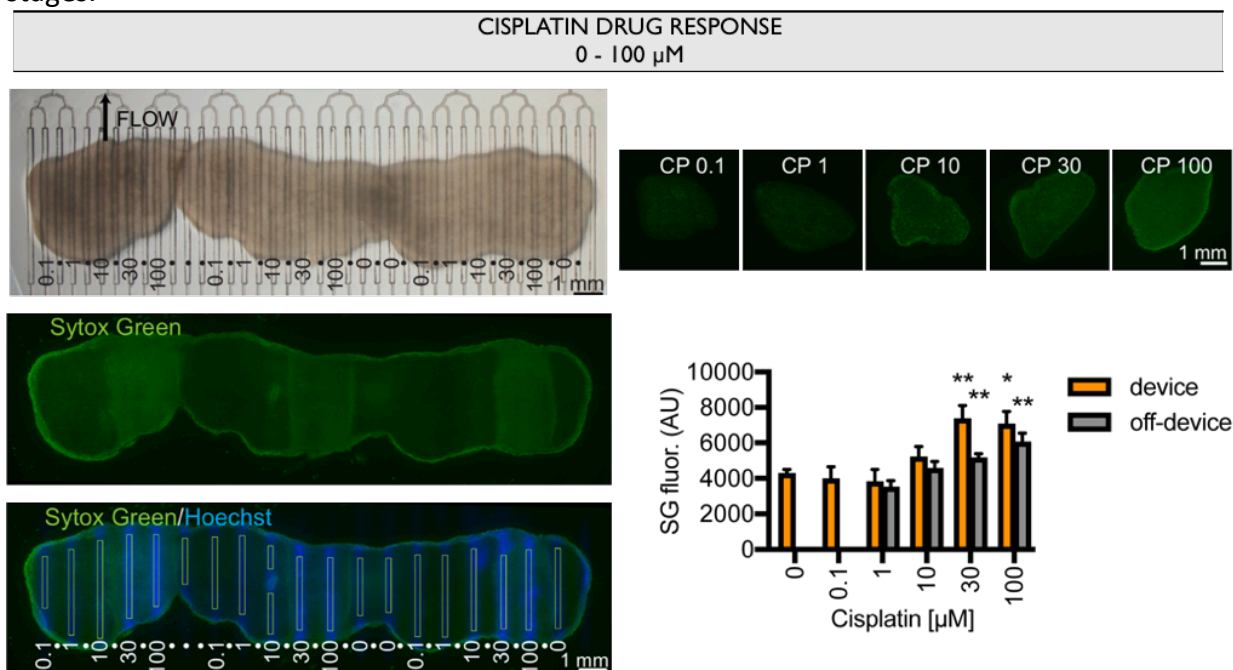 stages.
CISPLATIN DRUG RESPONSE
0 - 100 µM
FLOW
0.1 • 1 • 10 • 30 • 100 • • • 0.1 • 1 • 10 • 30 • 100 • 0 • 0 • 0.1 • 1 • 10 • 30 • 100 • 0 •
1 mm
CP 0.1 CP 1 CP 10 CP 30 CP 100
1 mm
Sytox Green
Sytox Green/Hoechst
0.1 • 1 • 10 • 30 • 100 • • • 0.1 • 1 • 10 • 30 • 100 • 0 • 0 • 0.1 • 1 • 10 • 30 • 100 • 0
1 mm
SG fluor. (AU)
10000
8000
6000
4000
2000
0
** ** * **
0 0.1 1 10 30 100
Cisplatin [µM]
device
off-device